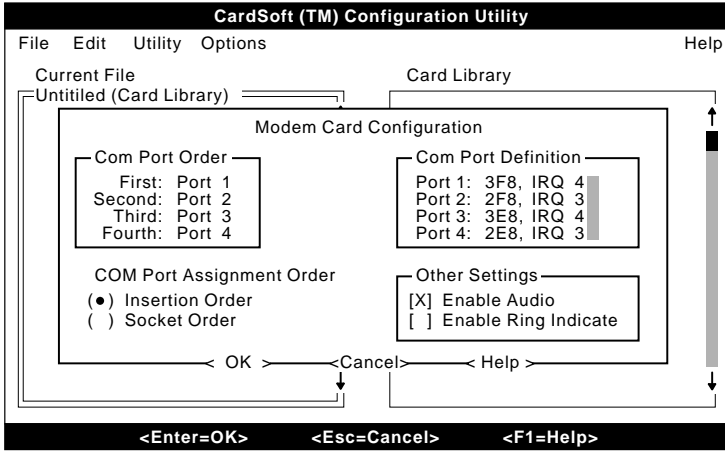 CardSoft (TM) Configuration Utility
File Edit Utility Options Help
Current File Card Library
Untitiled (Card Library)
Modem Card Configuration
Com Port Order Com Port Definition
First: Port 1 Port 1: 3F8, IRQ 4
Second: Port 2 Port 2: 2F8, IRQ 3
Third: Port 3 Port 3: 3E8, IRQ 4
Fourth: Port 4 Port 4: 2E8, IRQ 3
COM Port Assignment Order Other Settings
(●) Insertion Order [X] Enable Audio
( ) Socket Order [ ] Enable Ring Indicate
< OK > <Cancel> < Help >
<Enter=OK> <Esc=Cancel> <F1=Help>